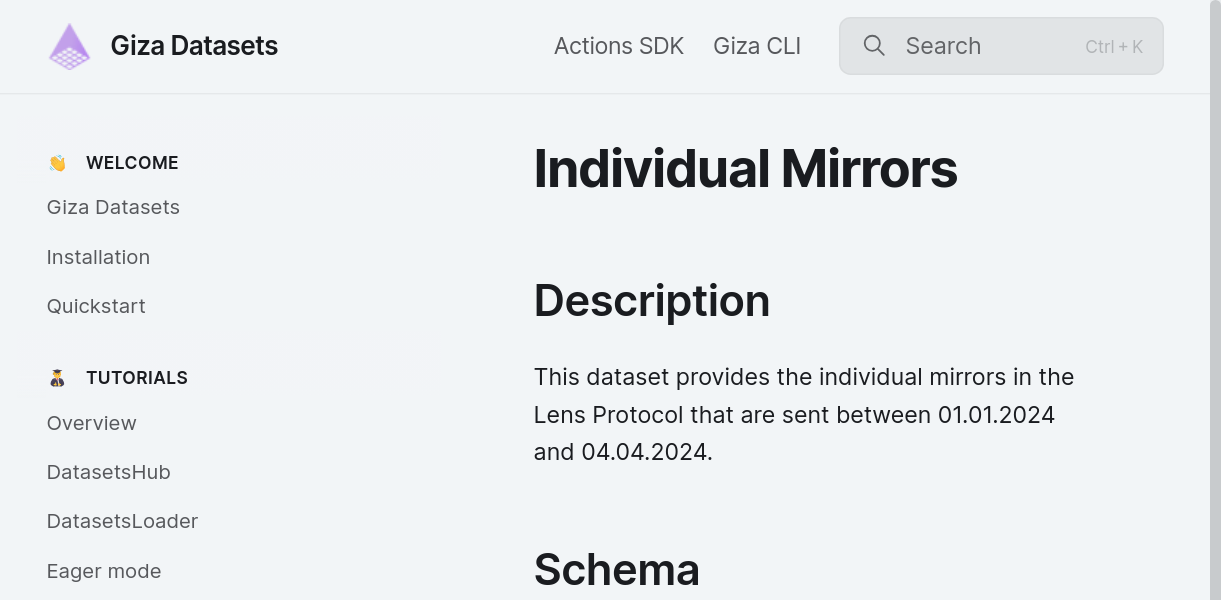 Giza Datasets
Actions SDK
Giza CLI
Search
Ctrl + K
👋 WELCOME
Giza Datasets
Installation
Quickstart
🧑‍🎓 TUTORIALS
Overview
DatasetsHub
DatasetsLoader
Eager mode
Individual Mirrors
Description
This dataset provides the individual mirrors in the
Lens Protocol that are sent between 01.01.2024
and 04.04.2024.
Schema